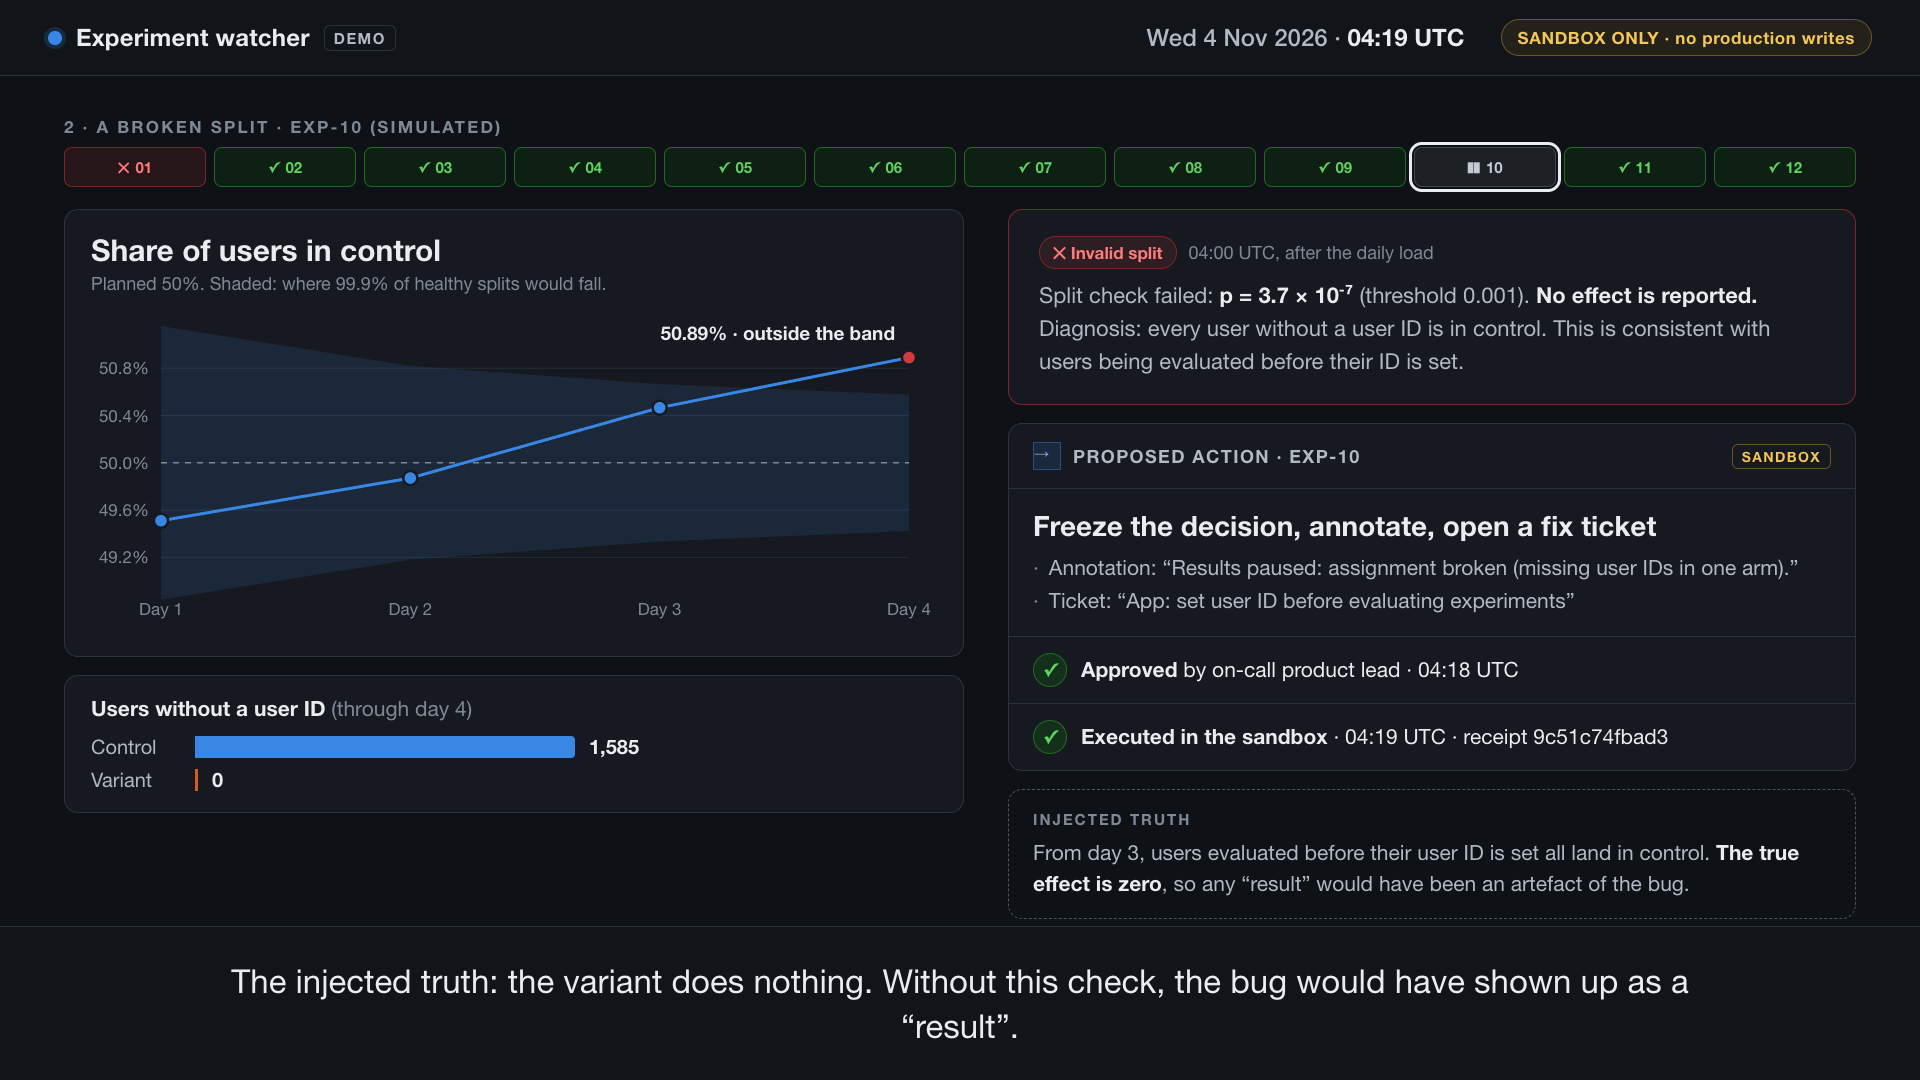 Experiment watcher DEMO
Wed 4 Nov 2026 · 04:19 UTC
SANDBOX ONLY · no production writes
2 · A BROKEN SPLIT · EXP-10 (SIMULATED)
✕ 01 ✓ 02 ✓ 03 ✓ 04 ✓ 05 ✓ 06 ✓ 07 ✓ 08 ✓ 09 10 ✓ 11 ✓ 12
Share of users in control
Planned 50%. Shaded: where 99.9% of healthy splits would fall.
50.89% · outside the band
50.8%
50.4%
50.0%
49.6%
49.2%
Day 1 Day 2 Day 3 Day 4
Users without a user ID (through day 4)
Control 1,585
Variant 0
✕ Invalid split 04:00 UTC, after the daily load
Split check failed: p = 3.7 × 10⁻⁷ (threshold 0.001). No effect is reported.
Diagnosis: every user without a user ID is in control. This is consistent with
users being evaluated before their ID is set.
→ PROPOSED ACTION · EXP-10 SANDBOX
Freeze the decision, annotate, open a fix ticket
· Annotation: “Results paused: assignment broken (missing user IDs in one arm).”
· Ticket: “App: set user ID before evaluating experiments”
✓ Approved by on-call product lead · 04:18 UTC
✓ Executed in the sandbox · 04:19 UTC · receipt 9c51c74fbad3
INJECTED TRUTH
From day 3, users evaluated before their user ID is set all land in control. The true
effect is zero, so any “result” would have been an artefact of the bug.
The injected truth: the variant does nothing. Without this check, the bug would have shown up as a
“result”.